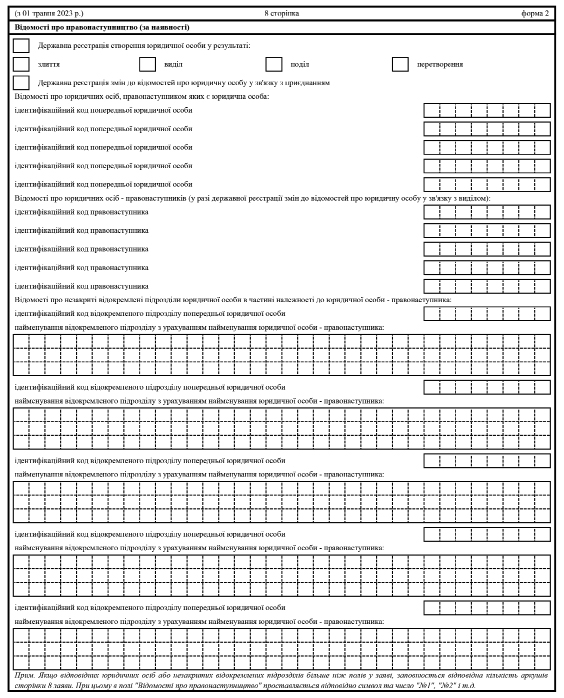 (з 01 травня 2023 р.) 8 сторінка форма 2
Відомості про правонаступництво (за наявності)
Державна реєстрація створення юридичної особи у результаті:
злиття виділ поділ перетворення
Державна реєстрація змін до відомостей про юридичну особу у зв'язку з приєднанням
Відомості про юридичних осіб, правонаступником яких є юридична особа:
ідентифікаційний код попередньої юридичної особи
ідентифікаційний код попередньої юридичної особи
ідентифікаційний код попередньої юридичної особи
ідентифікаційний код попередньої юридичної особи
ідентифікаційний код попередньої юридичної особи
Відомості про юридичних осіб - правонаступників (у разі державної реєстрації змін до відомостей про юридичну особу у зв'язку з виділом):
ідентифікаційний код правонаступника
ідентифікаційний код правонаступника
ідентифікаційний код правонаступника
ідентифікаційний код правонаступника
ідентифікаційний код правонаступника
Відомості про незакриті відокремлені підрозділи юридичної особи в частині належності до юридичної особи - правонаступника:
ідентифікаційний код відокремленого підрозділу попередньої юридичної особи
найменування відокремленого підрозділу з урахуванням найменування юридичної особи - правонаступника:
ідентифікаційний код відокремленого підрозділу попередньої юридичної особи
найменування відокремленого підрозділу з урахуванням найменування юридичної особи - правонаступника:
ідентифікаційний код відокремленого підрозділу попередньої юридичної особи
найменування відокремленого підрозділу з урахуванням найменування юридичної особи - правонаступника:
ідентифікаційний код відокремленого підрозділу попередньої юридичної особи
найменування відокремленого підрозділу з урахуванням найменування юридичної особи - правонаступника:
ідентифікаційний код відокремленого підрозділу попередньої юридичної особи
найменування відокремленого підрозділу з урахуванням найменування юридичної особи - правонаступника:
Прим. Якщо відповідних юридичних осіб або незакритих відокремлених підрозділів більше ніж полів у заяві, заповнюється відповідна кількість аркушів
сторінки 8 заяви. При цьому в полі "Відомості про правонаступництво" проставляється відповідно символ та число "№1", "№2" і т.д.